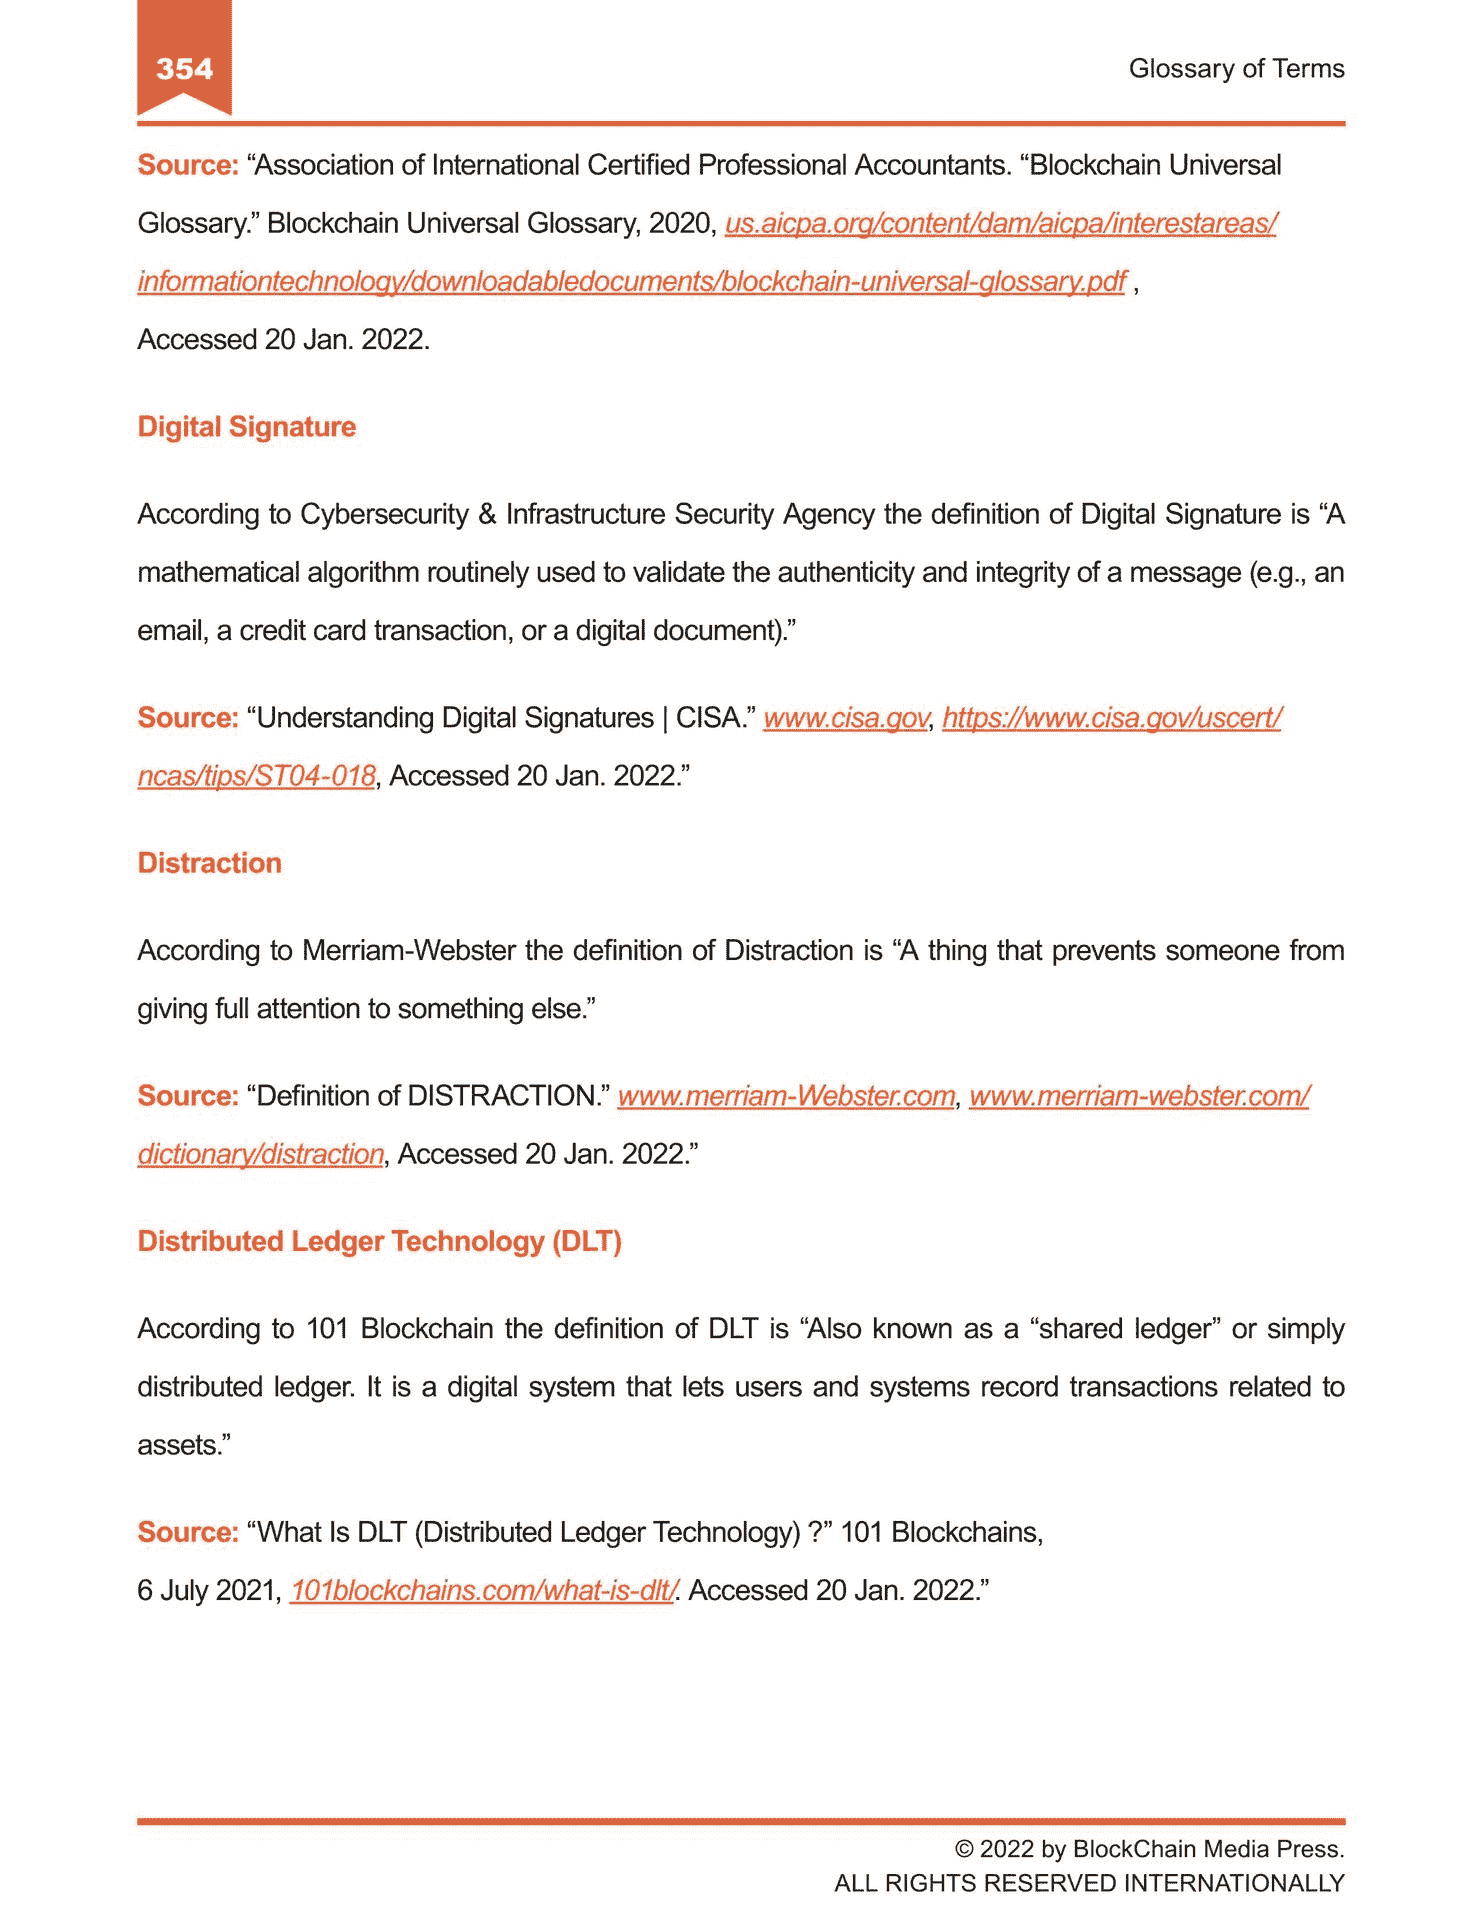 354
Glossary of Terms
Source: “Association of International Certified Professional Accountants. “Blockchain Universal
Glossary.” Blockchain Universal Glossary, 2020, us.aicpa.org/content/dam/aicpa/interestareas/
informationtechnology/downloadabledocuments/blockchain-universal-glossary.pdf ,
Accessed 20 Jan. 2022.
Digital Signature
According to Cybersecurity & Infrastructure Security Agency the definition of Digital Signature is “A
mathematical algorithm routinely used to validate the authenticity and integrity of a message (e.g., an
email, a credit card transaction, or a digital document).”
Source: “Understanding Digital Signatures | CISA.” www.cisa.gov, https://www.cisa.gov/uscert/
ncas/tips/ST04-018, Accessed 20 Jan. 2022.”
Distraction
According to Merriam-Webster the definition of Distraction is “A thing that prevents someone from
giving full attention to something else.”
Source: “Definition of DISTRACTION.” www.merriam-Webster.com, www.merriam-webster.com/
dictionary/distraction, Accessed 20 Jan. 2022.”
Distributed Ledger Technology (DLT)
According to 101 Blockchain the definition of DLT is “Also known as a “shared ledger” or simply
distributed ledger. It is a digital system that lets users and systems record transactions related to
assets.”
Source: “What Is DLT (Distributed Ledger Technology) ?” 101 Blockchains,
6 July 2021, 101blockchains.com/what-is-dlt/. Accessed 20 Jan. 2022.”
© 2022 by BlockChain Media Press.
ALL RIGHTS RESERVED INTERNATIONALLY